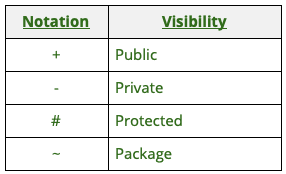 Notation Visibility
+ Public
- Private
# Protected
~ Package